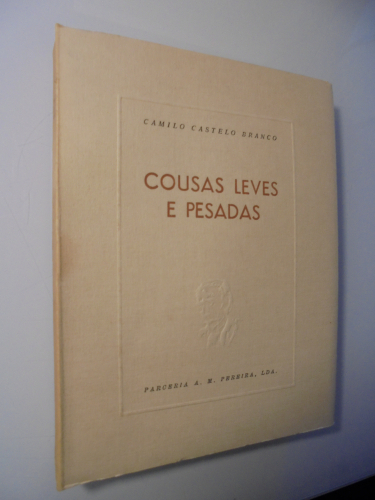 CAMILO CASTELO BRANCO
COUSAS LEVES
E PESADAS
PARCERIA A. M. PEREIRA, LDA.